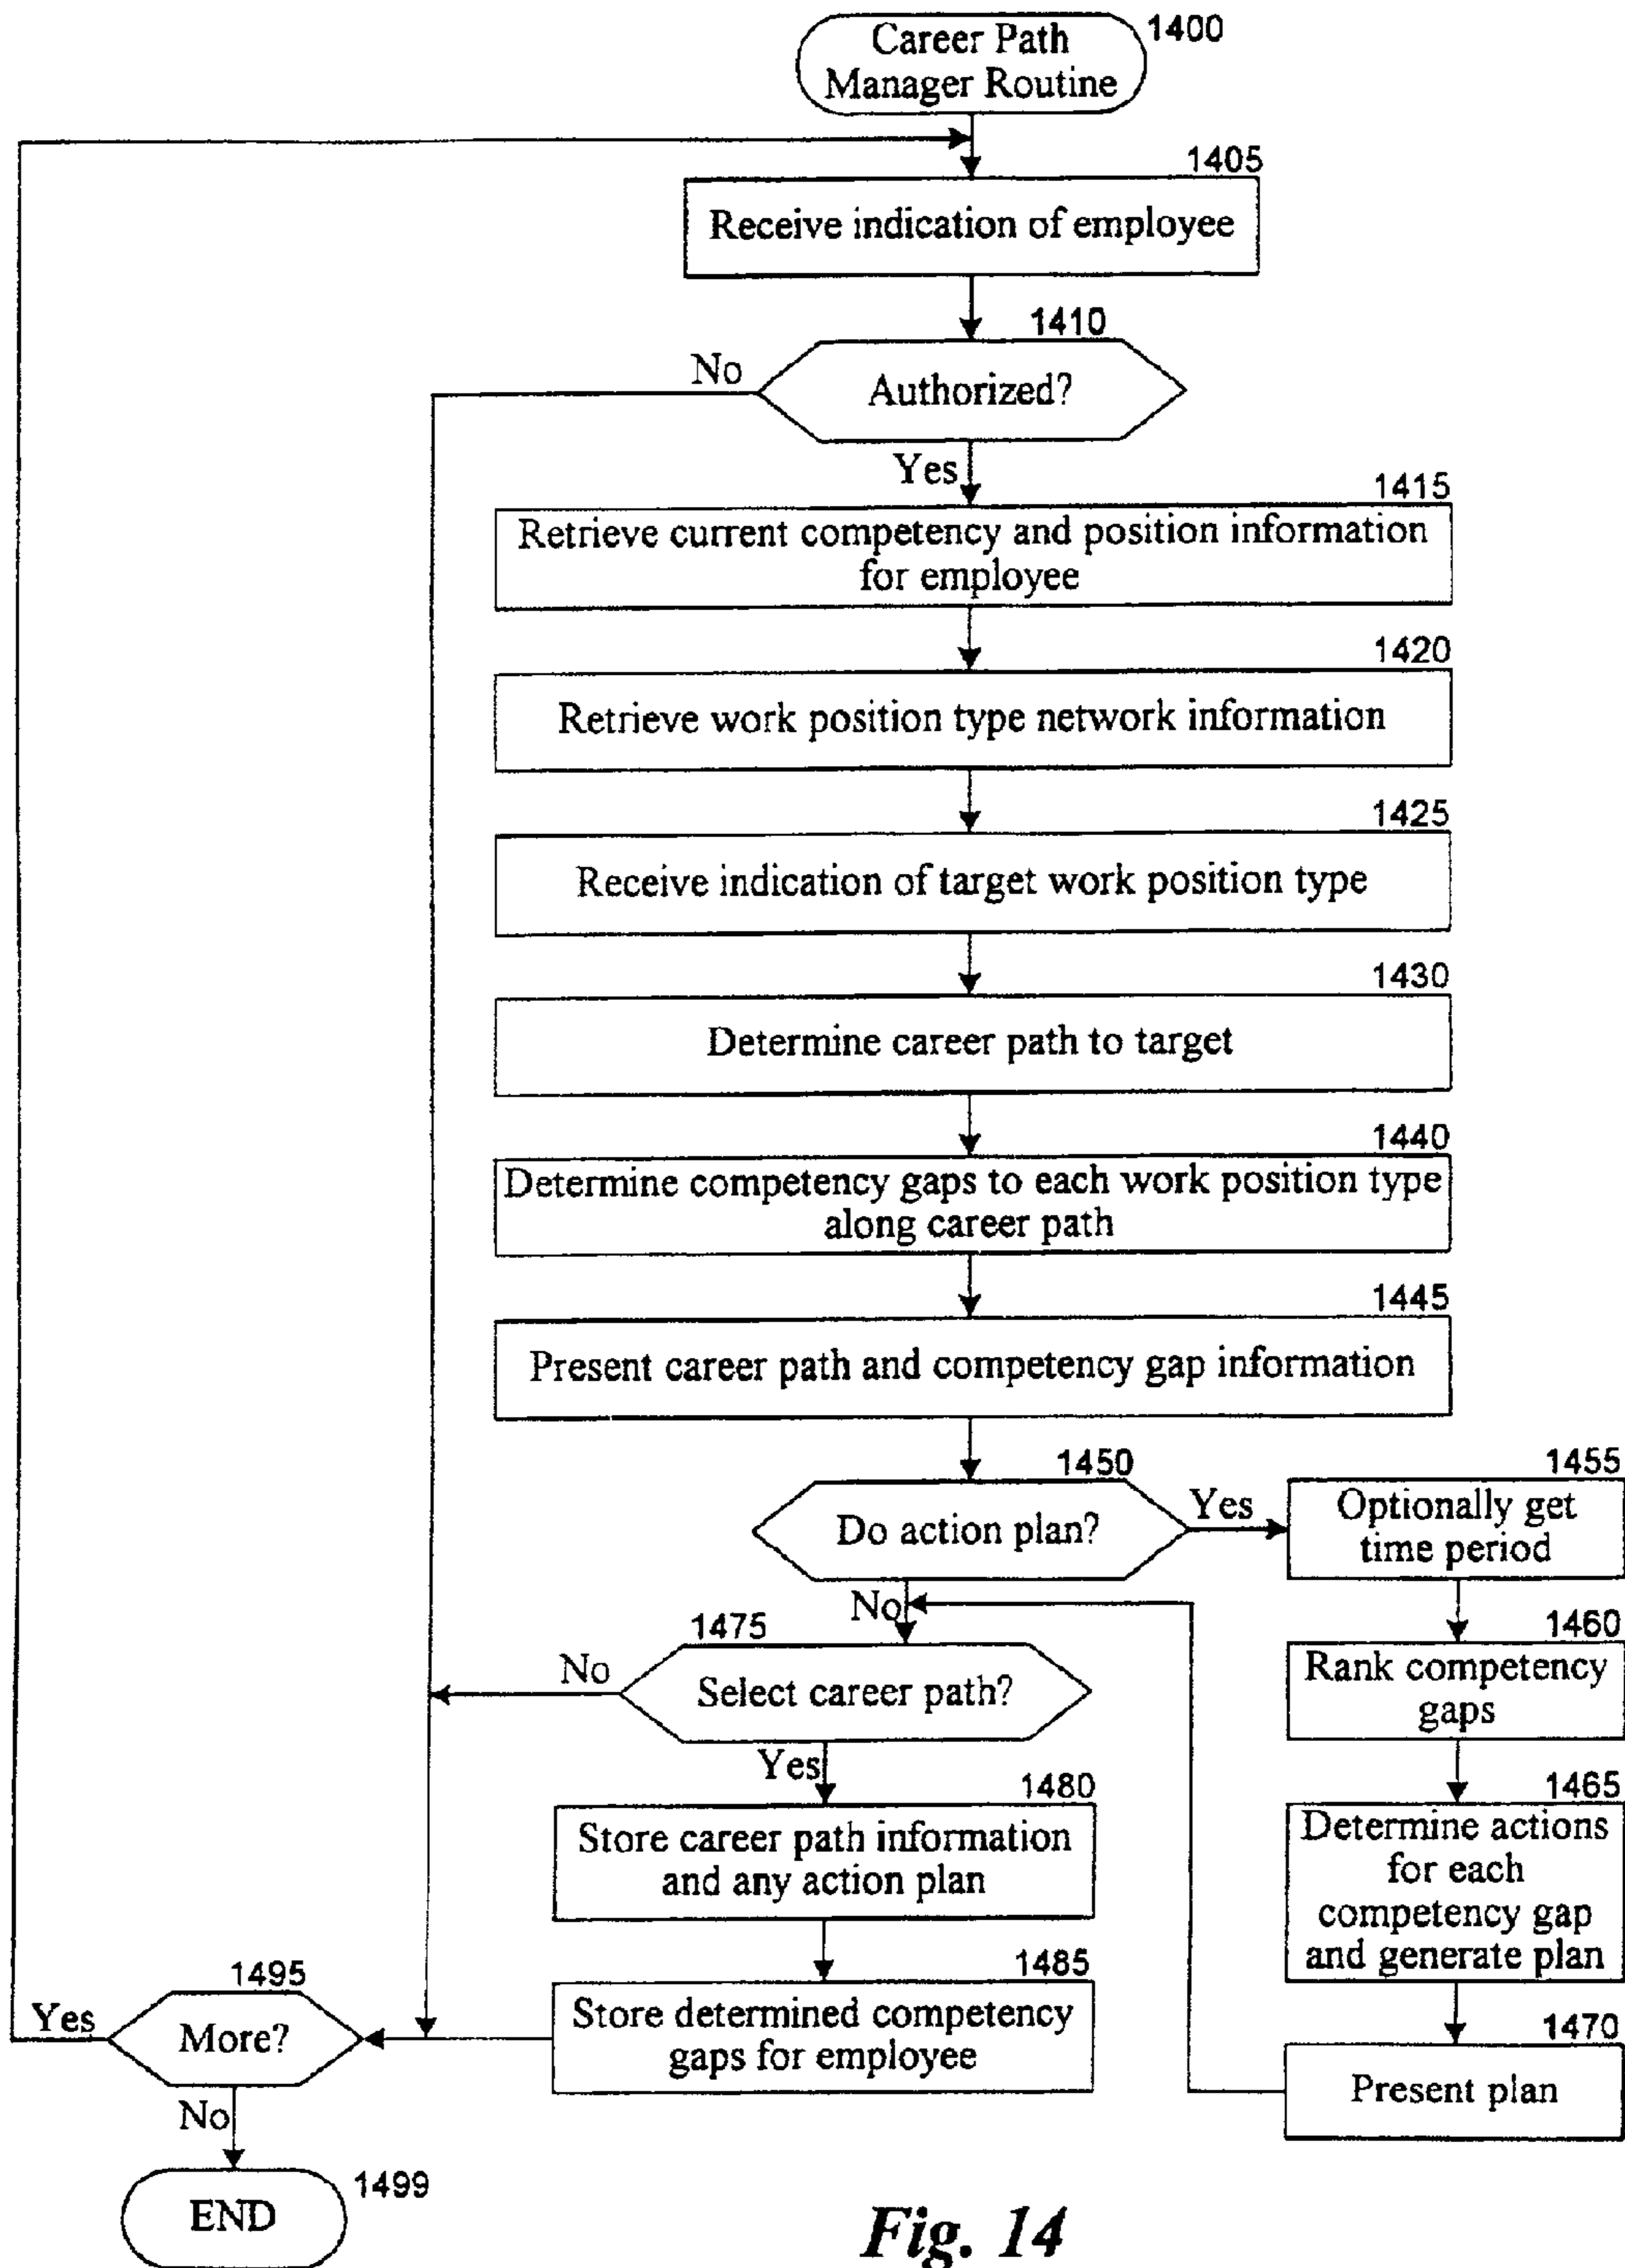 Career Path
Manager Routine
1400
1405
Receive indication of employee
1410
No
Authorized?
Yes
1415
Retrieve current competency and position information
for employee
1420
Retrieve work position type network information
1425
Receive indication of target work position type
1430
Determine career path to target
1440
Determine competency gaps to each work position type
along career path
1445
Present career path and competency gap information
1450
Do action plan?
Yes
No
1455
Optionally get
time period
1460
Rank competency
gaps
1465
Determine actions
for each
competency gap
and generate plan
1470
Present plan
1475
No
Select career path?
Yes
1480
Store career path information
and any action plan
1485
Store determined competency
gaps for employee
1495
Yes
More?
No
1499
END
Fig. 14